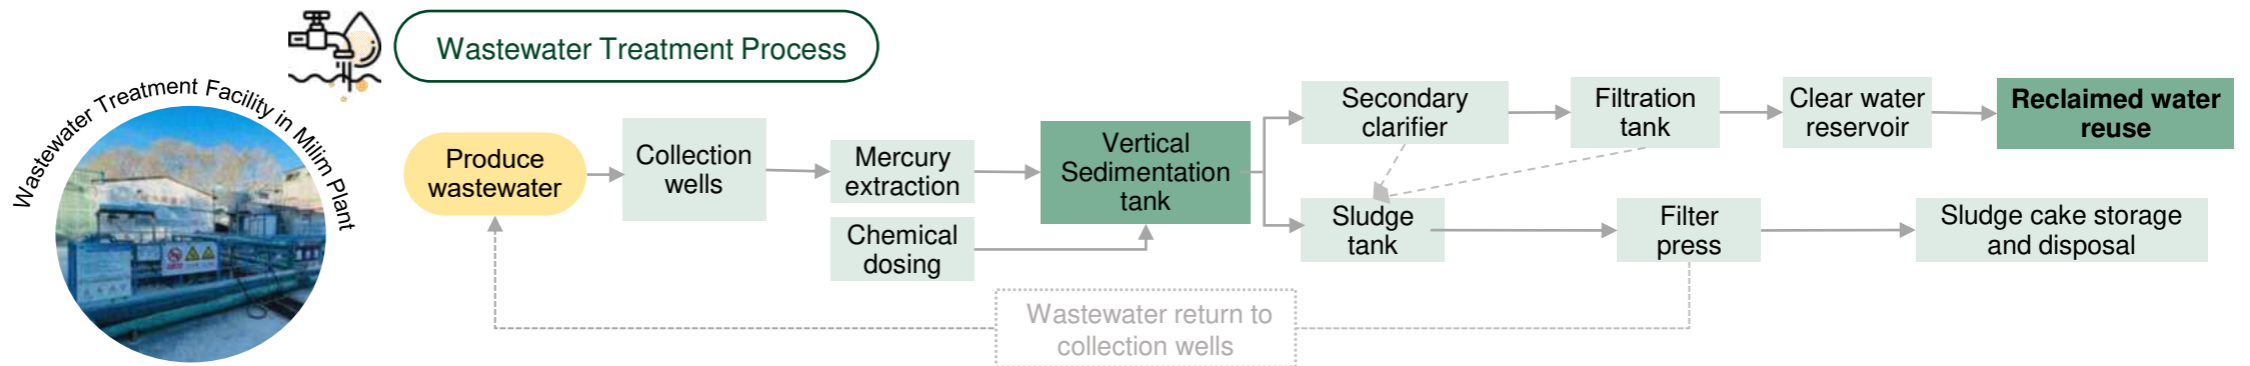 Wastewater Treatment Process
Wastewater Treatment Facility in Milim Plant
Produce
wastewater
Collection
wells
Mercury
extraction
Chemical
dosing
Vertical
Sedimentation
tank
Secondary
clarifier
Filtration
tank
Clear water
reservoir
Reclaimed water
reuse
Sludge
tank
Filter
press
Sludge cake storage
and disposal
Wastewater return to
collection wells